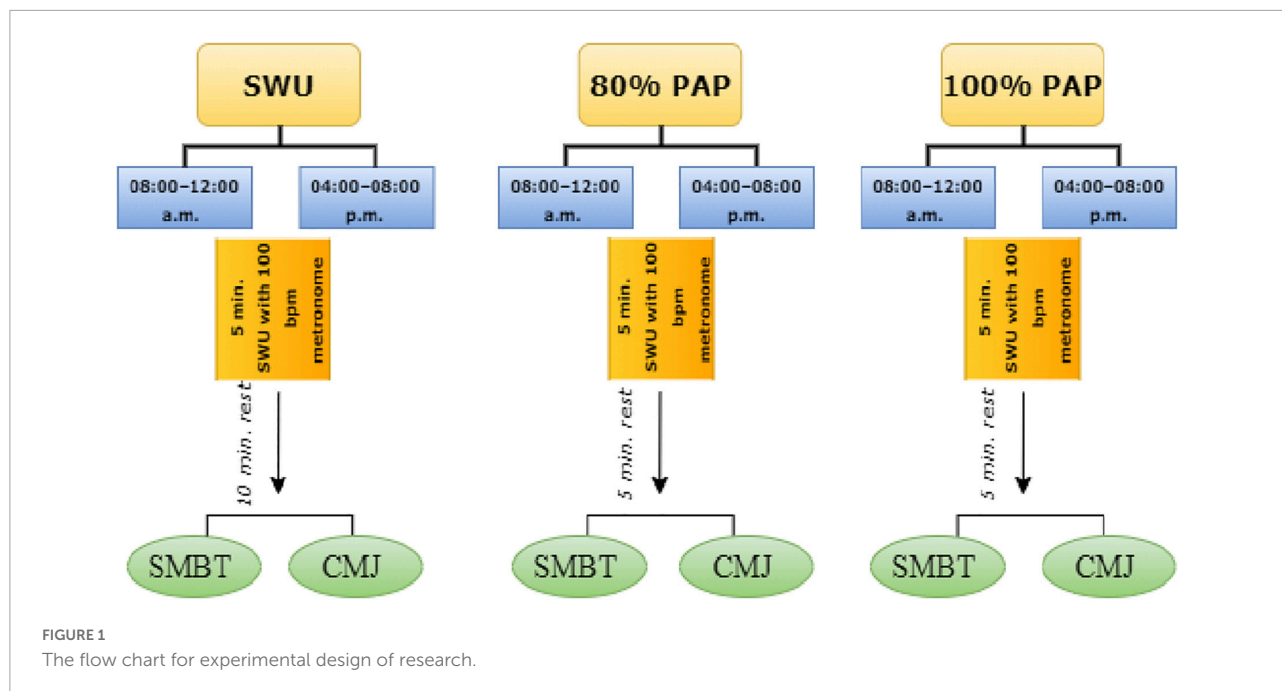 SWU
80% PAP
100% PAP
08:00–12:00
a.m.
04:00–08:00
p.m.
08:00–12:00
a.m.
04:00–08:00
p.m.
08:00–12:00
a.m.
04:00–08:00
p.m.
5 min.
SWU with 100
bpm
metronome
5 min.
SWU with 100
bpm
metronome
5 min.
SWU with 100
bpm
metronome
10 min. rest
5 min. rest
5 min. rest
SMBT
CMJ
SMBT
CMJ
SMBT
CMJ
FIGURE 1
The flow chart for experimental design of research.